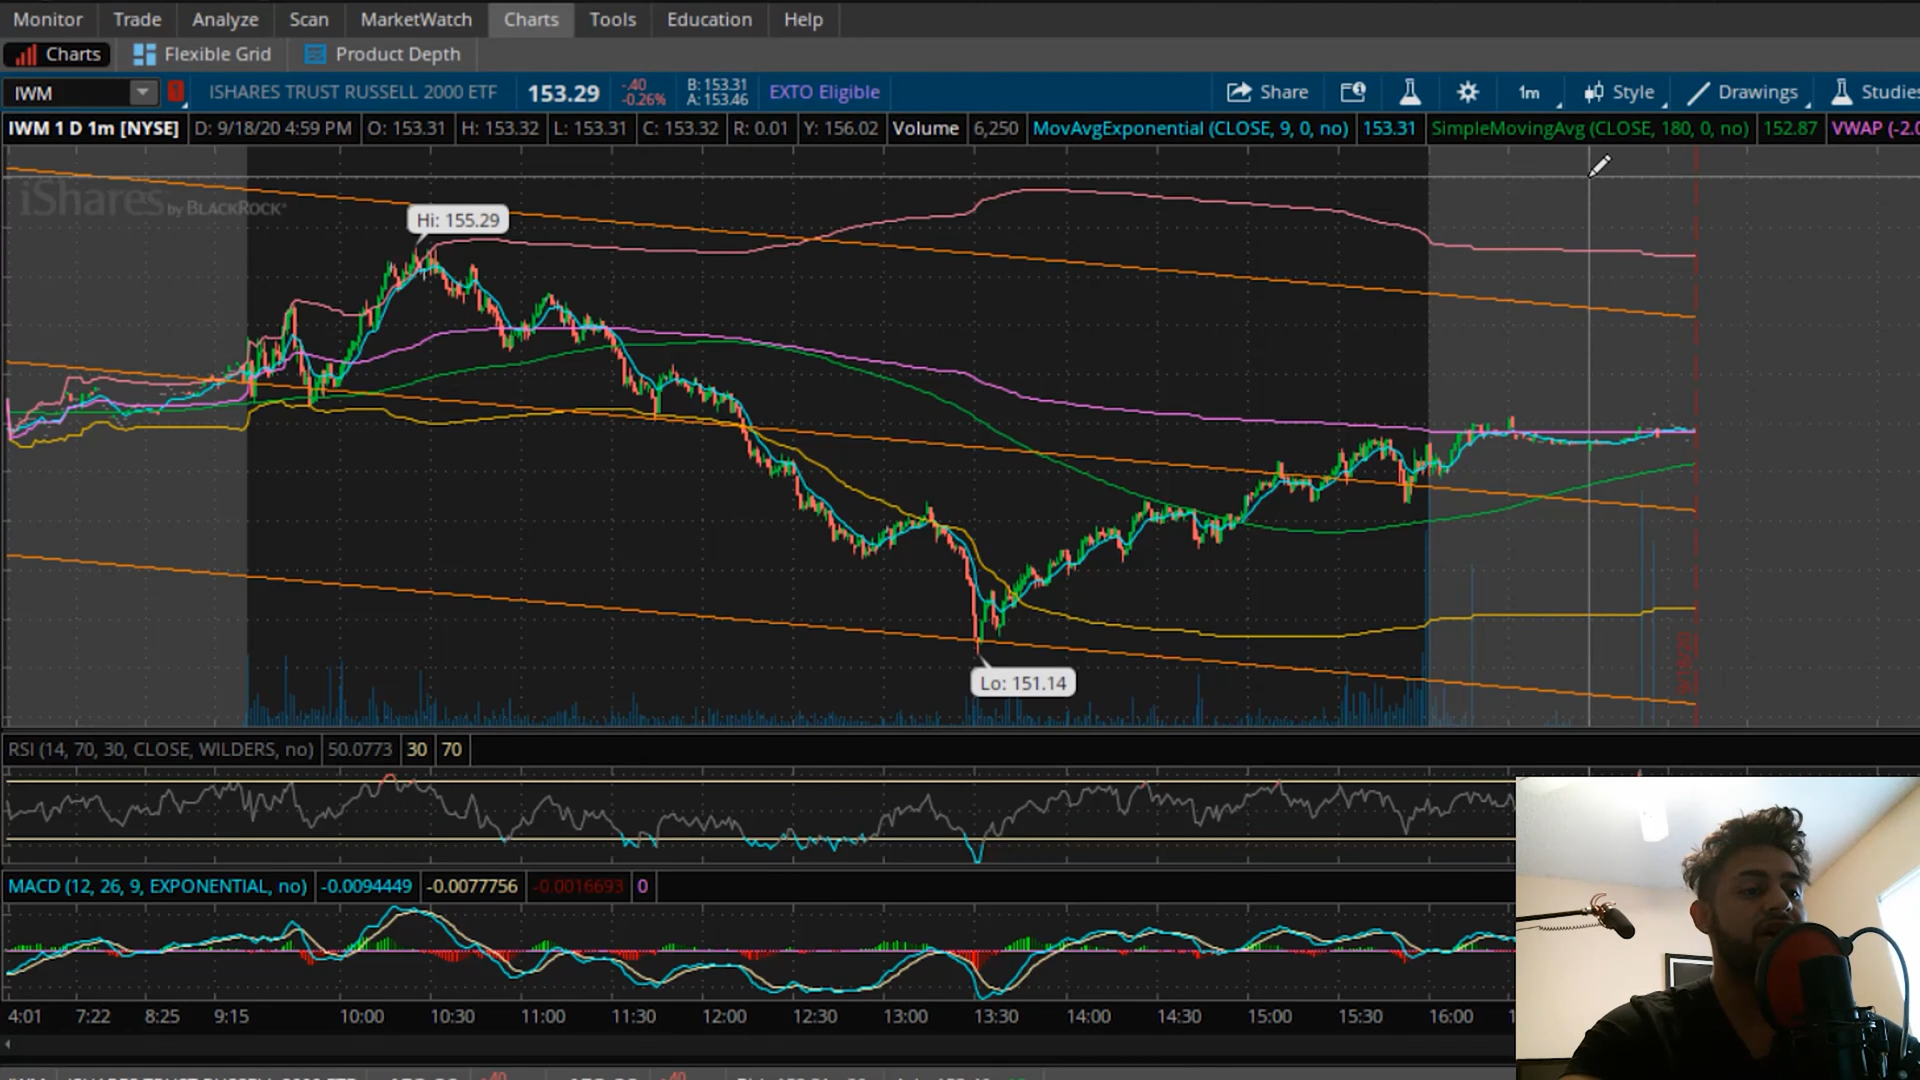 Monitor Trade Analyze Scan MarketWatch Charts Tools Education Help
Charts Flexible Grid Product Depth
IWM 1 ISHARES TRUST RUSSELL 2000 ETF 153.29 -.40 -0.26% B: 153.31 A: 153.46 EXTO Eligible Share 1m Style Drawings Studies
IWM 1 D 1m [NYSE] D: 9/18/20 4:59 PM O: 153.31 H: 153.32 L: 153.31 C: 153.32 R: 0.01 Y: 156.02 Volume 6,250 MovAvgExponential (CLOSE, 9, 0, no) 153.31 SimpleMovingAvg (CLOSE, 180, 0, no) 152.87 VWAP (-2.0
iShares by BLACKROCK®
Hi: 155.29
Lo: 151.14
RSI (14, 70, 30, CLOSE, WILDERS, no) 50.0773 30 70
MACD (12, 26, 9, EXPONENTIAL, no) -0.0094449 -0.0077756 -0.0016693 0
4:01 7:22 8:25 9:15 10:00 10:30 11:00 11:30 12:00 12:30 13:00 13:30 14:00 14:30 15:00 15:30 16:00